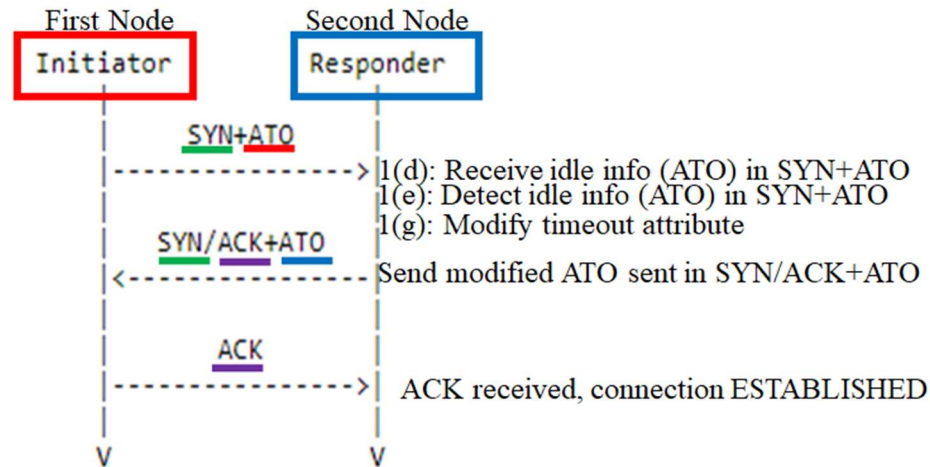 First Node Second Node
Initiator Responder
SYN+ATO
1(d): Receive idle info (ATO) in SYN+ATO
1(e): Detect idle info (ATO) in SYN+ATO
1(g): Modify timeout attribute
SYN/ACK+ATO
Send modified ATO sent in SYN/ACK+ATO
ACK
ACK received, connection ESTABLISHED
V V